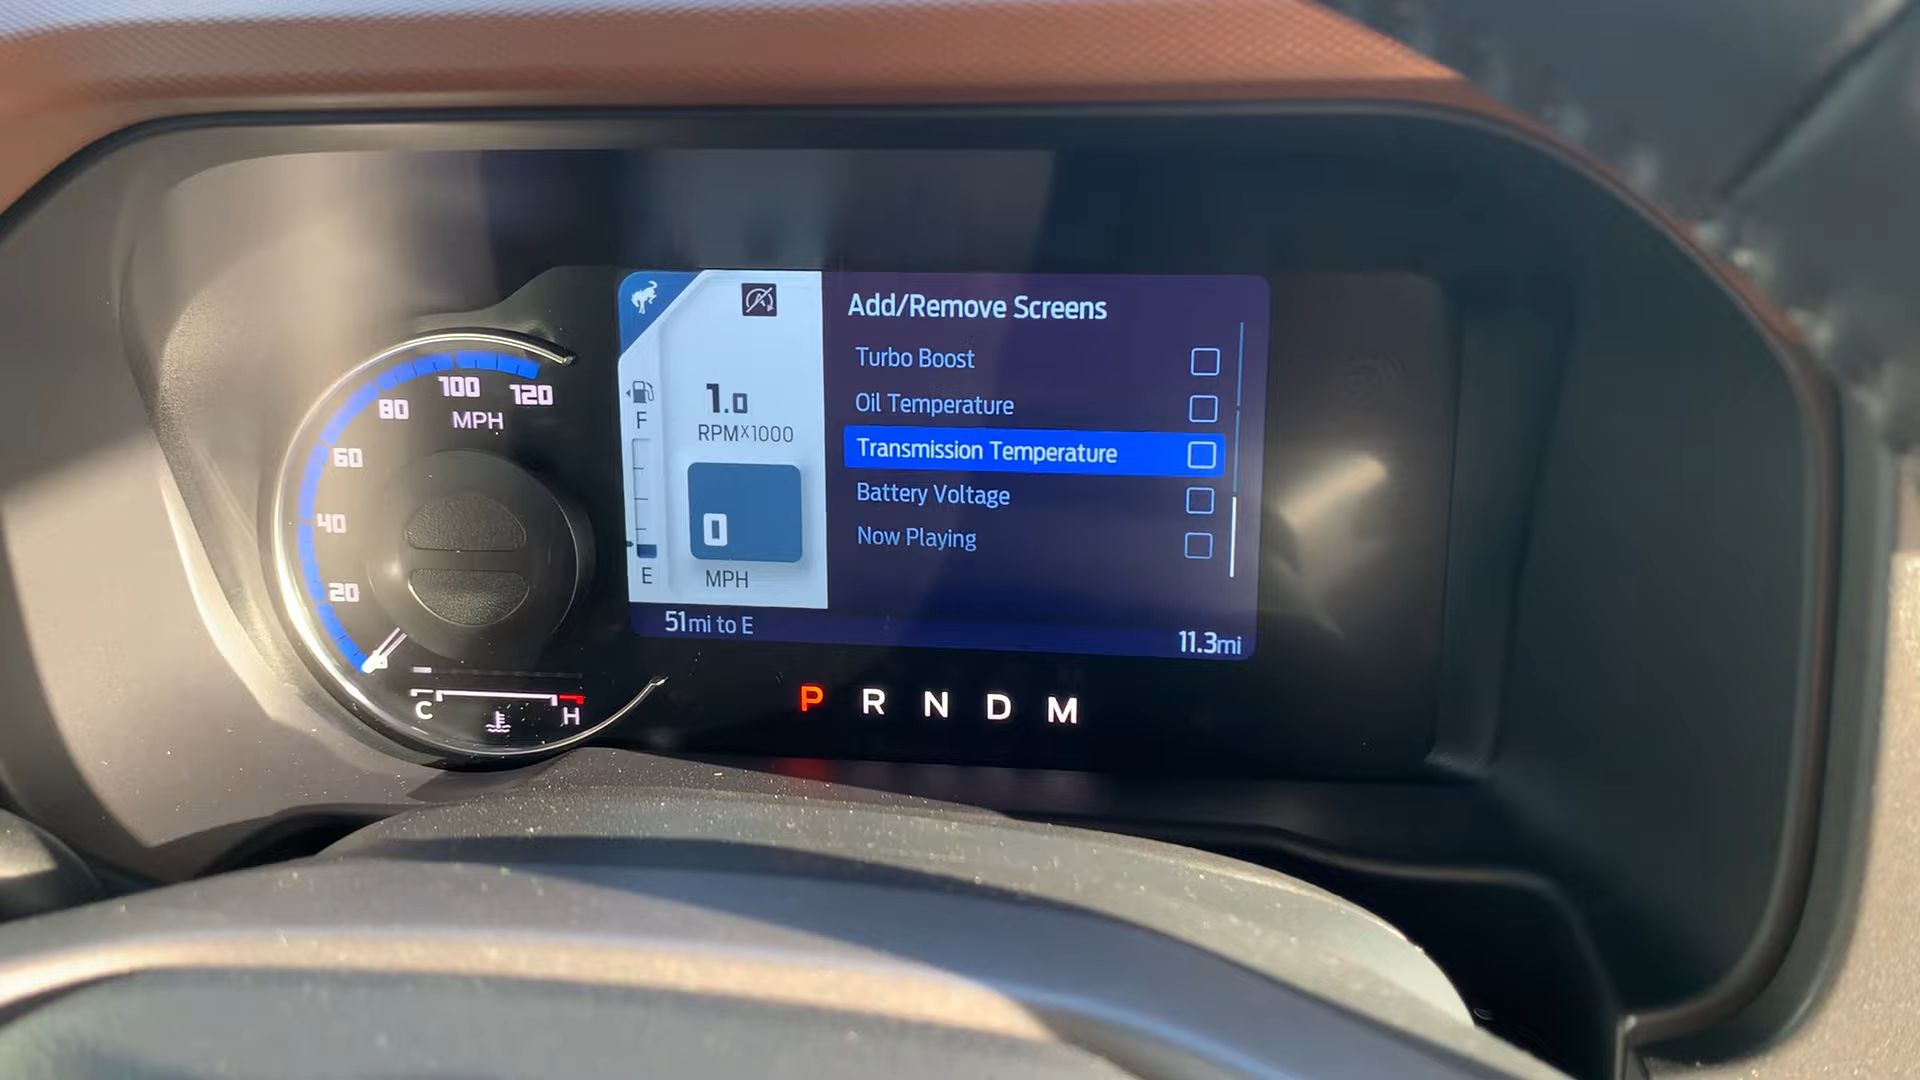 120
100
80
MPH
60
40
20
C
H
F
E
1.0
RPMX1000
0
MPH
Add/Remove Screens
Turbo Boost
Oil Temperature
Transmission Temperature
Battery Voltage
Now Playing
51mi to E
11.3mi
P R N D M